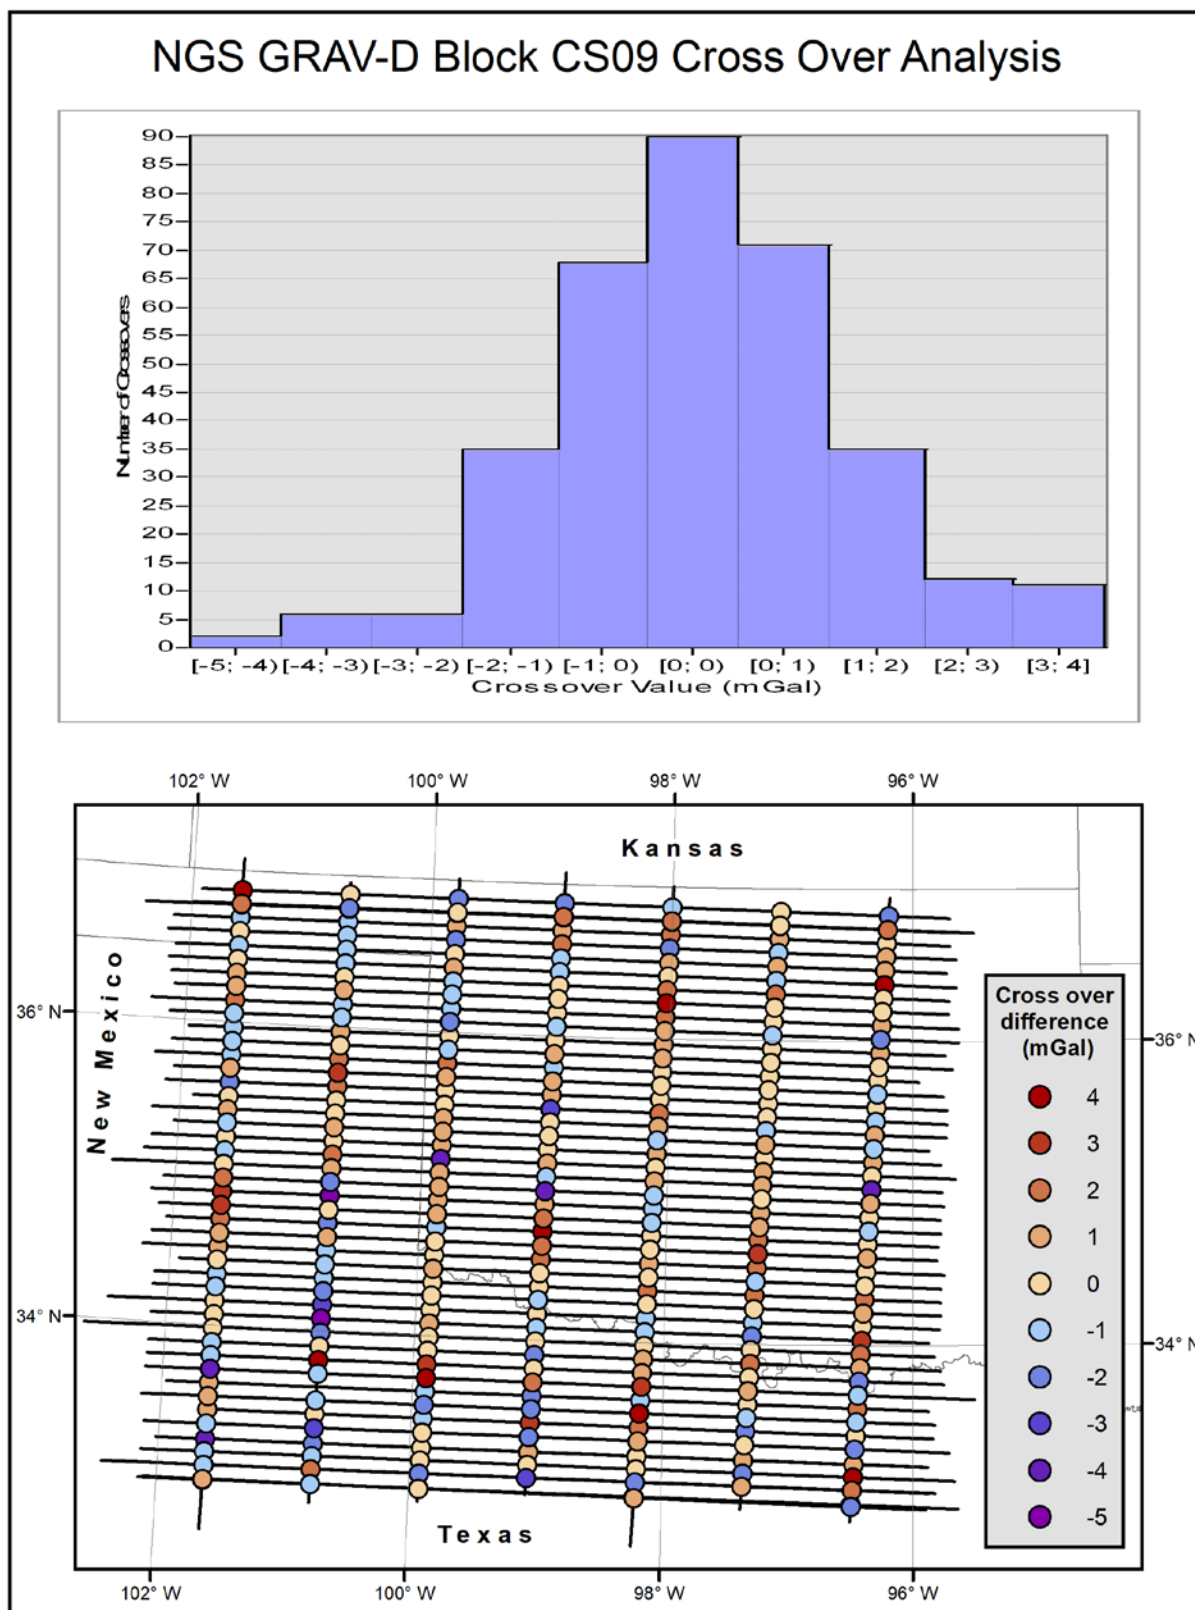 NGS GRAV-D Block CS09 Cross Over Analysis
90
85
80
75
70
65
60
55
50
45
40
35
30
25
20
15
10
5
0
Number of Crossovers
[-5; -4) [-4; -3) [-3; -2) [-2; -1) [-1; 0) [0; 0) [0; 1) [1; 2) [2; 3) [3; 4]
Crossover Value (mGal)
102° W 100° W 98° W 96° W
Kansas
New Mexico
36° N
36° N
34° N
34° N
Cross over
difference
(mGal)
4
3
2
1
0
-1
-2
-3
-4
-5
Texas
102° W 100° W 98° W 96° W